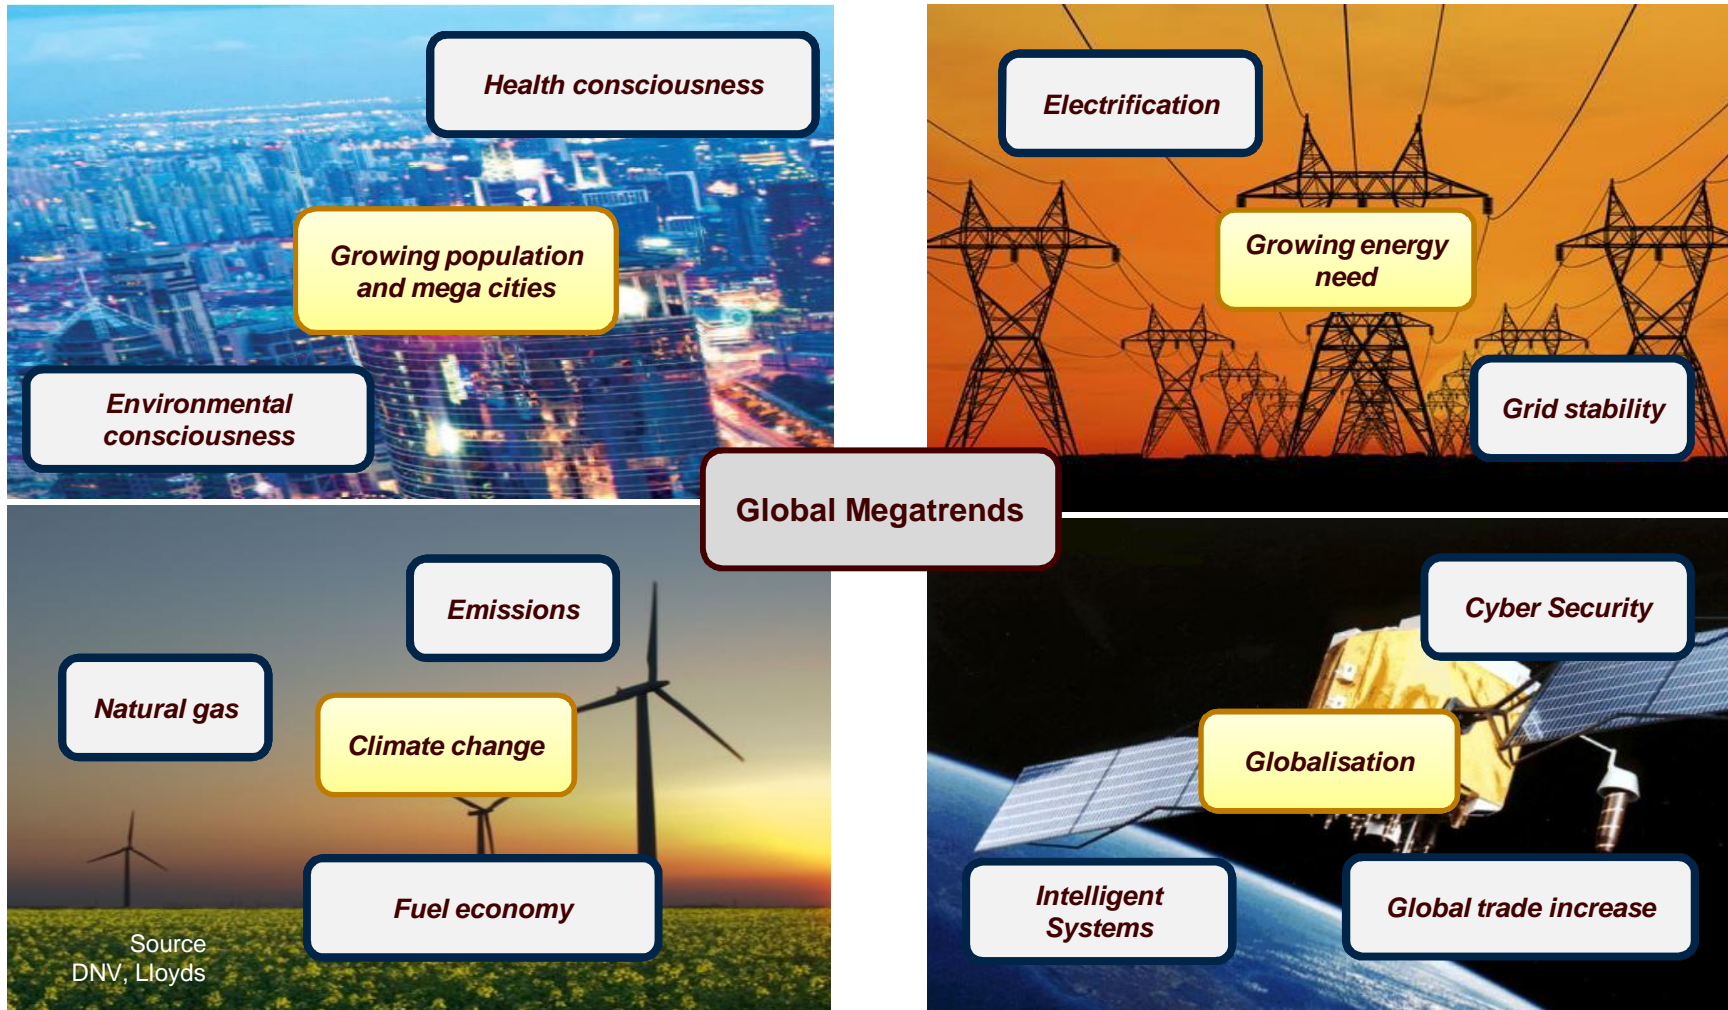 Health consciousness
Growing population
and mega cities
Environmental
consciousness
Electrification
Growing energy
need
Grid stability
Global Megatrends
Emissions
Natural gas
Climate change
Fuel economy
Source
DNV, Lloyds
Cyber Security
Globalisation
Intelligent
Systems
Global trade increase